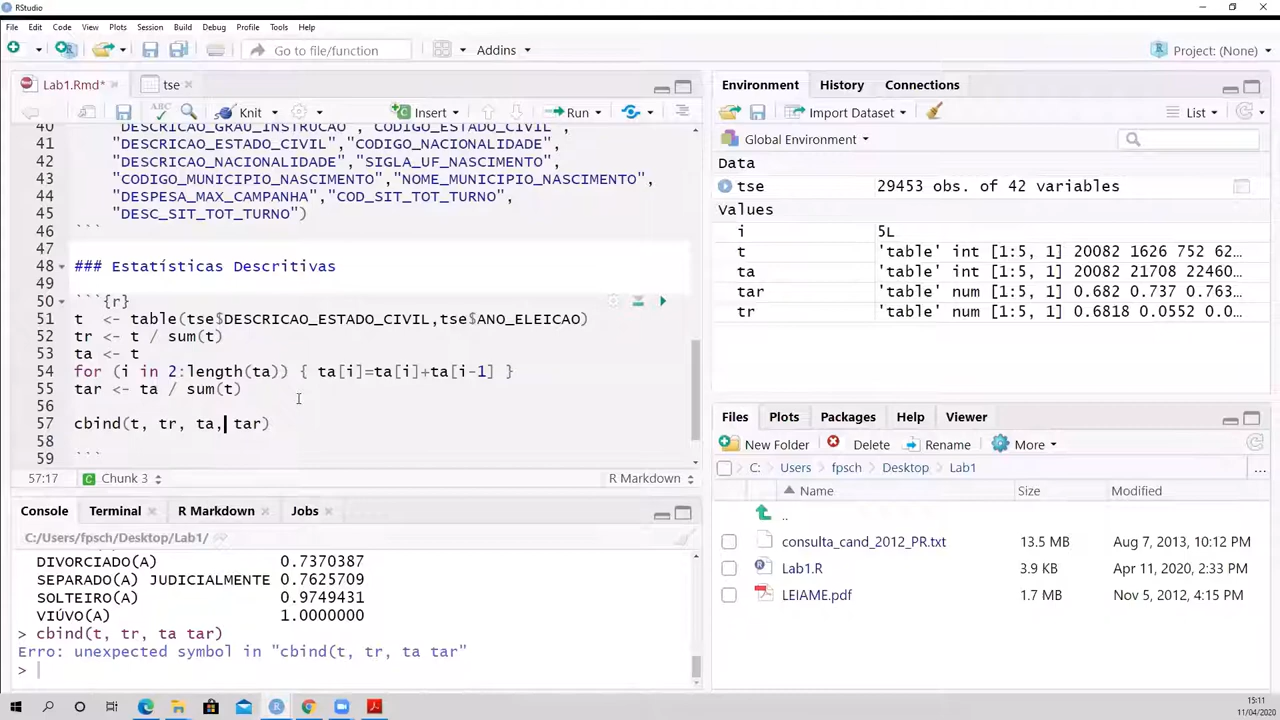 RStudio
File Edit Code View Plots Session Build Debug Profile Tools Help
Go to file/function Addins Project: (None)
Lab1.Rmd* tse
Knit Insert Run
40 "DESCRICAO_GRAU_INSTRUCAO","CODIGO_ESTADO_CIVIL",
41 "DESCRICAO_ESTADO_CIVIL","CODIGO_NACIONALIDADE",
42 "DESCRICAO_NACIONALIDADE","SIGLA_UF_NASCIMENTO",
43 "CODIGO_MUNICIPIO_NASCIMENTO","NOME_MUNICIPIO_NASCIMENTO",
44 "DESPESA_MAX_CAMPANHA","COD_SIT_TOT_TURNO",
45 "DESC_SIT_TOT_TURNO")
46 ```
47
48 ### Estatísticas Descritivas
49
50 ```{r}
51 t <- table(tse$DESCRICAO_ESTADO_CIVIL,tse$ANO_ELEICAO)
52 tr <- t / sum(t)
53 ta <- t
54 for (i in 2:length(ta)) { ta[i]=ta[i]+ta[i-1] }
55 tar <- ta / sum(t)
56
57 cbind(t, tr, ta, tar)
58
59 ```
57:17 Chunk 3 R Markdown
Console Terminal R Markdown Jobs
C:/Users/fpsch/Desktop/Lab1/
DIVORCIADO(A) 0.7370387
SEPARADO(A) JUDICIALMENTE 0.7625709
SOLTEIRO(A) 0.9749431
VIÚVO(A) 1.0000000
> cbind(t, tr, ta tar)
Erro: unexpected symbol in "cbind(t, tr, ta tar"
>
Environment History Connections
Import Dataset List
Global Environment
Data
tse 29453 obs. of 42 variables
Values
i 5L
t 'table' int [1:5, 1] 20082 1626 752 62…
ta 'table' int [1:5, 1] 20082 21708 22460…
tar 'table' num [1:5, 1] 0.682 0.737 0.763…
tr 'table' num [1:5, 1] 0.6818 0.0552 0.0…
Files Plots Packages Help Viewer
New Folder Delete Rename More
C: Users fpsch Desktop Lab1 ...
Name Size Modified
..
consulta_cand_2012_PR.txt 13.5 MB Aug 7, 2013, 10:12 PM
Lab1.R 3.9 KB Apr 11, 2020, 2:33 PM
LEIAME.pdf 1.7 MB Nov 5, 2012, 4:15 PM
15:11
11/04/2020